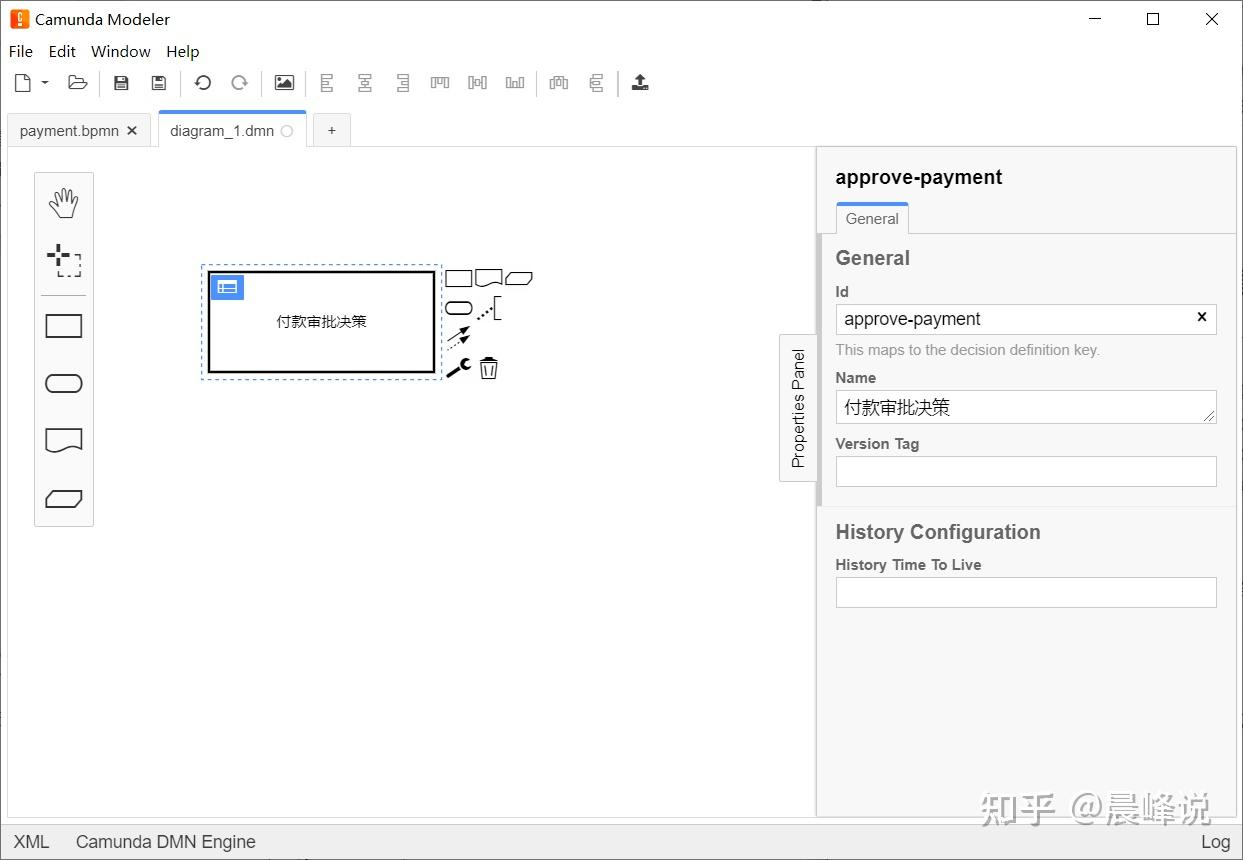 Camunda Modeler
File Edit Window Help
payment.bpmn
diagram_1.dmn
+
付款审批决策
Properties Panel
approve-payment
General
General
Id
approve-payment
This maps to the decision definition key.
Name
付款审批决策
Version Tag
History Configuration
History Time To Live
知乎 @晨峰说
XML Camunda DMN Engine Log